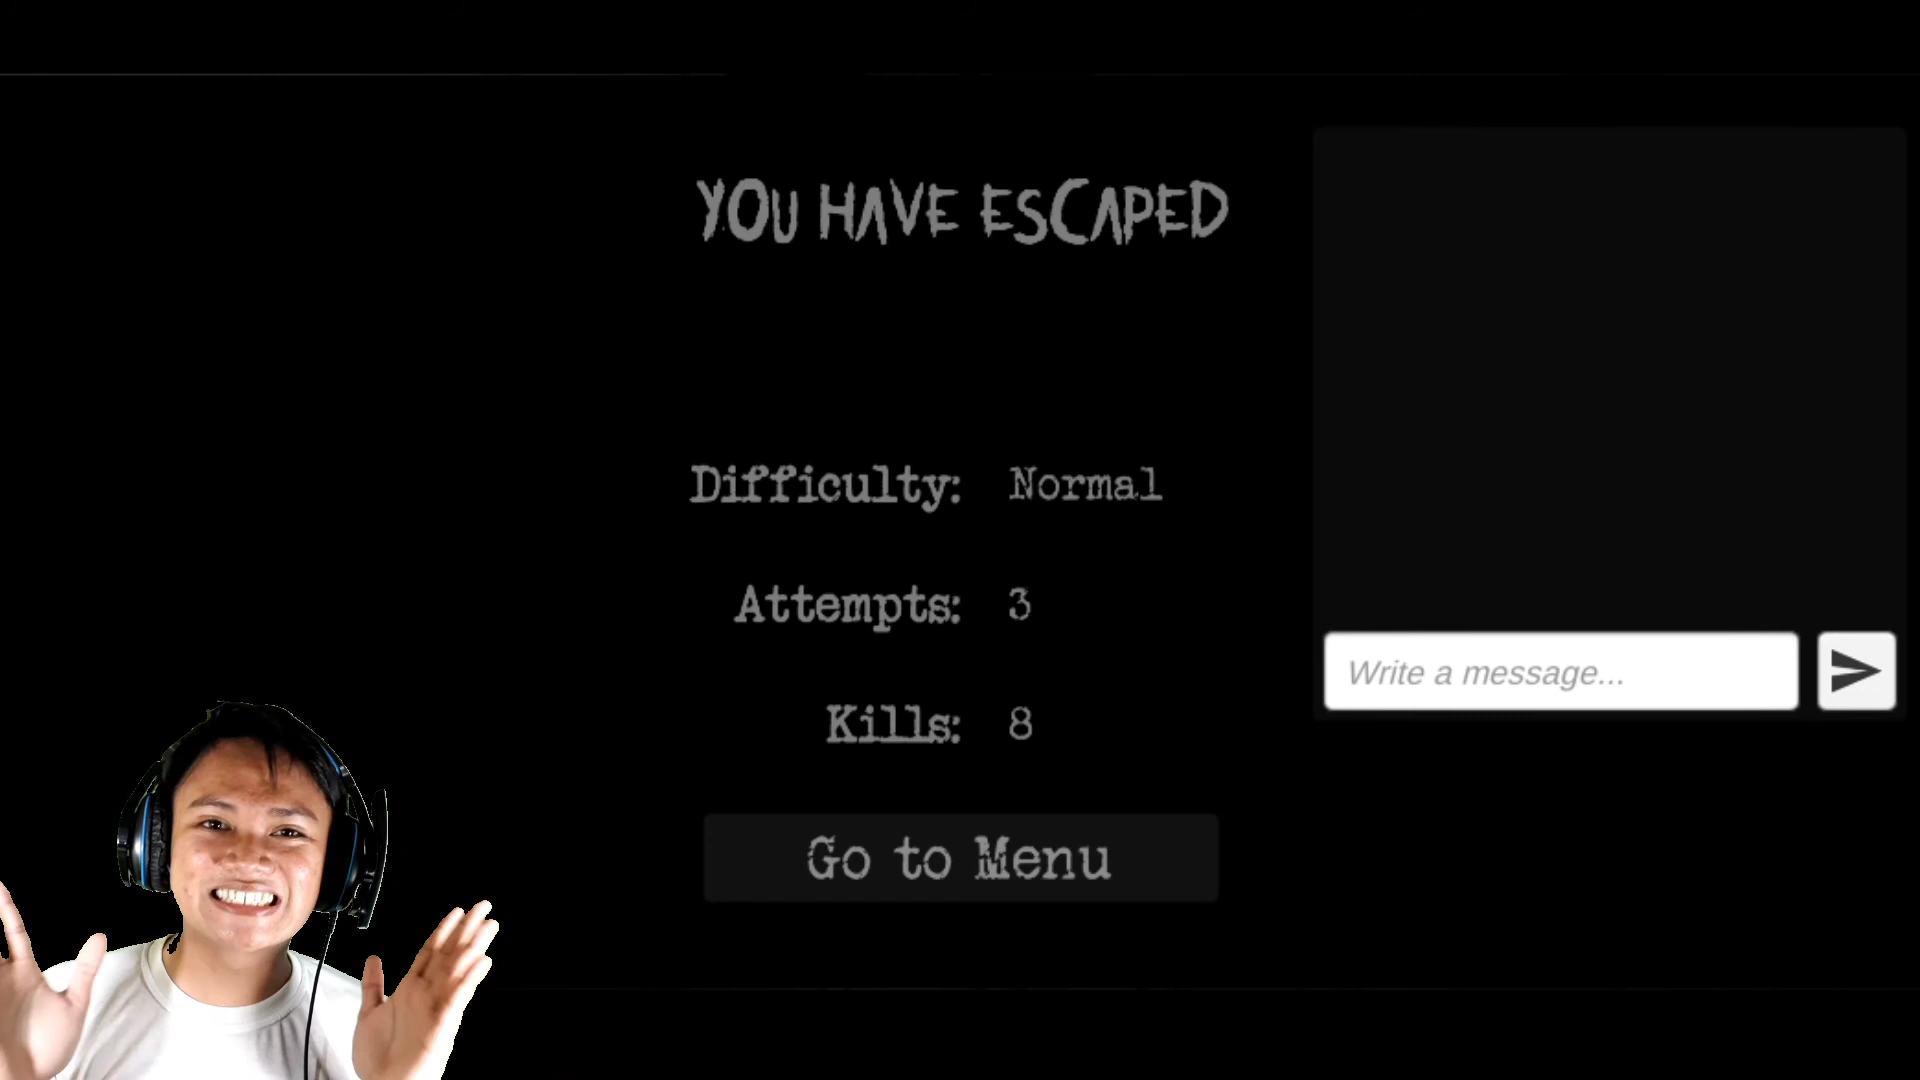 YOU HAVE ESCAPED
Difficulty: Normal
Attempts: 3
Kills: 8
Go to Menu
Write a message...